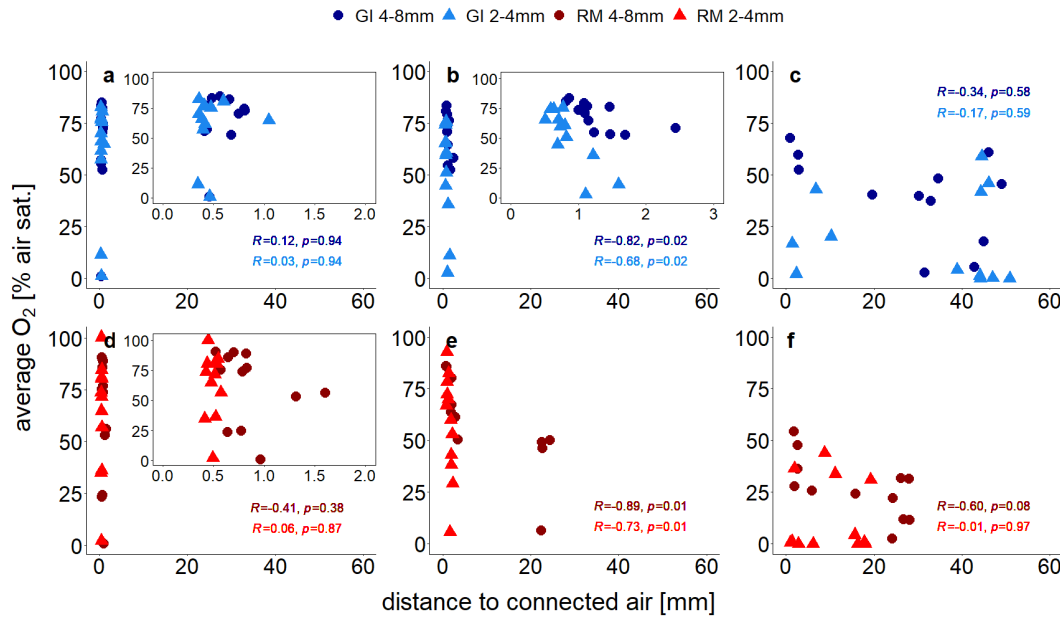 GI 4-8mm GI 2-4mm RM 4-8mm RM 2-4mm
average O2 [% air sat.]
a
100
75
50
25
0
0 20 40 60
100
75
50
25
0
0.0 0.5 1.0 1.5 2.0
R=0.12, p=0.94
R=0.03, p=0.94
b
100
75
50
25
0
0 20 40 60
100
75
50
25
0
0 1 2 3
R=-0.82, p=0.02
R=-0.68, p=0.02
c
100
75
50
25
0
0 20 40 60
R=-0.34, p=0.58
R=-0.17, p=0.59
d
100
75
50
25
0
0 20 40 60
100
75
50
25
0
0.0 0.5 1.0 1.5 2.0
R=-0.41, p=0.38
R=0.06, p=0.87
e
100
75
50
25
0
0 20 40 60
R=-0.89, p=0.01
R=-0.73, p=0.01
f
100
75
50
25
0
0 20 40 60
R=-0.60, p=0.08
R=-0.01, p=0.97
distance to connected air [mm]